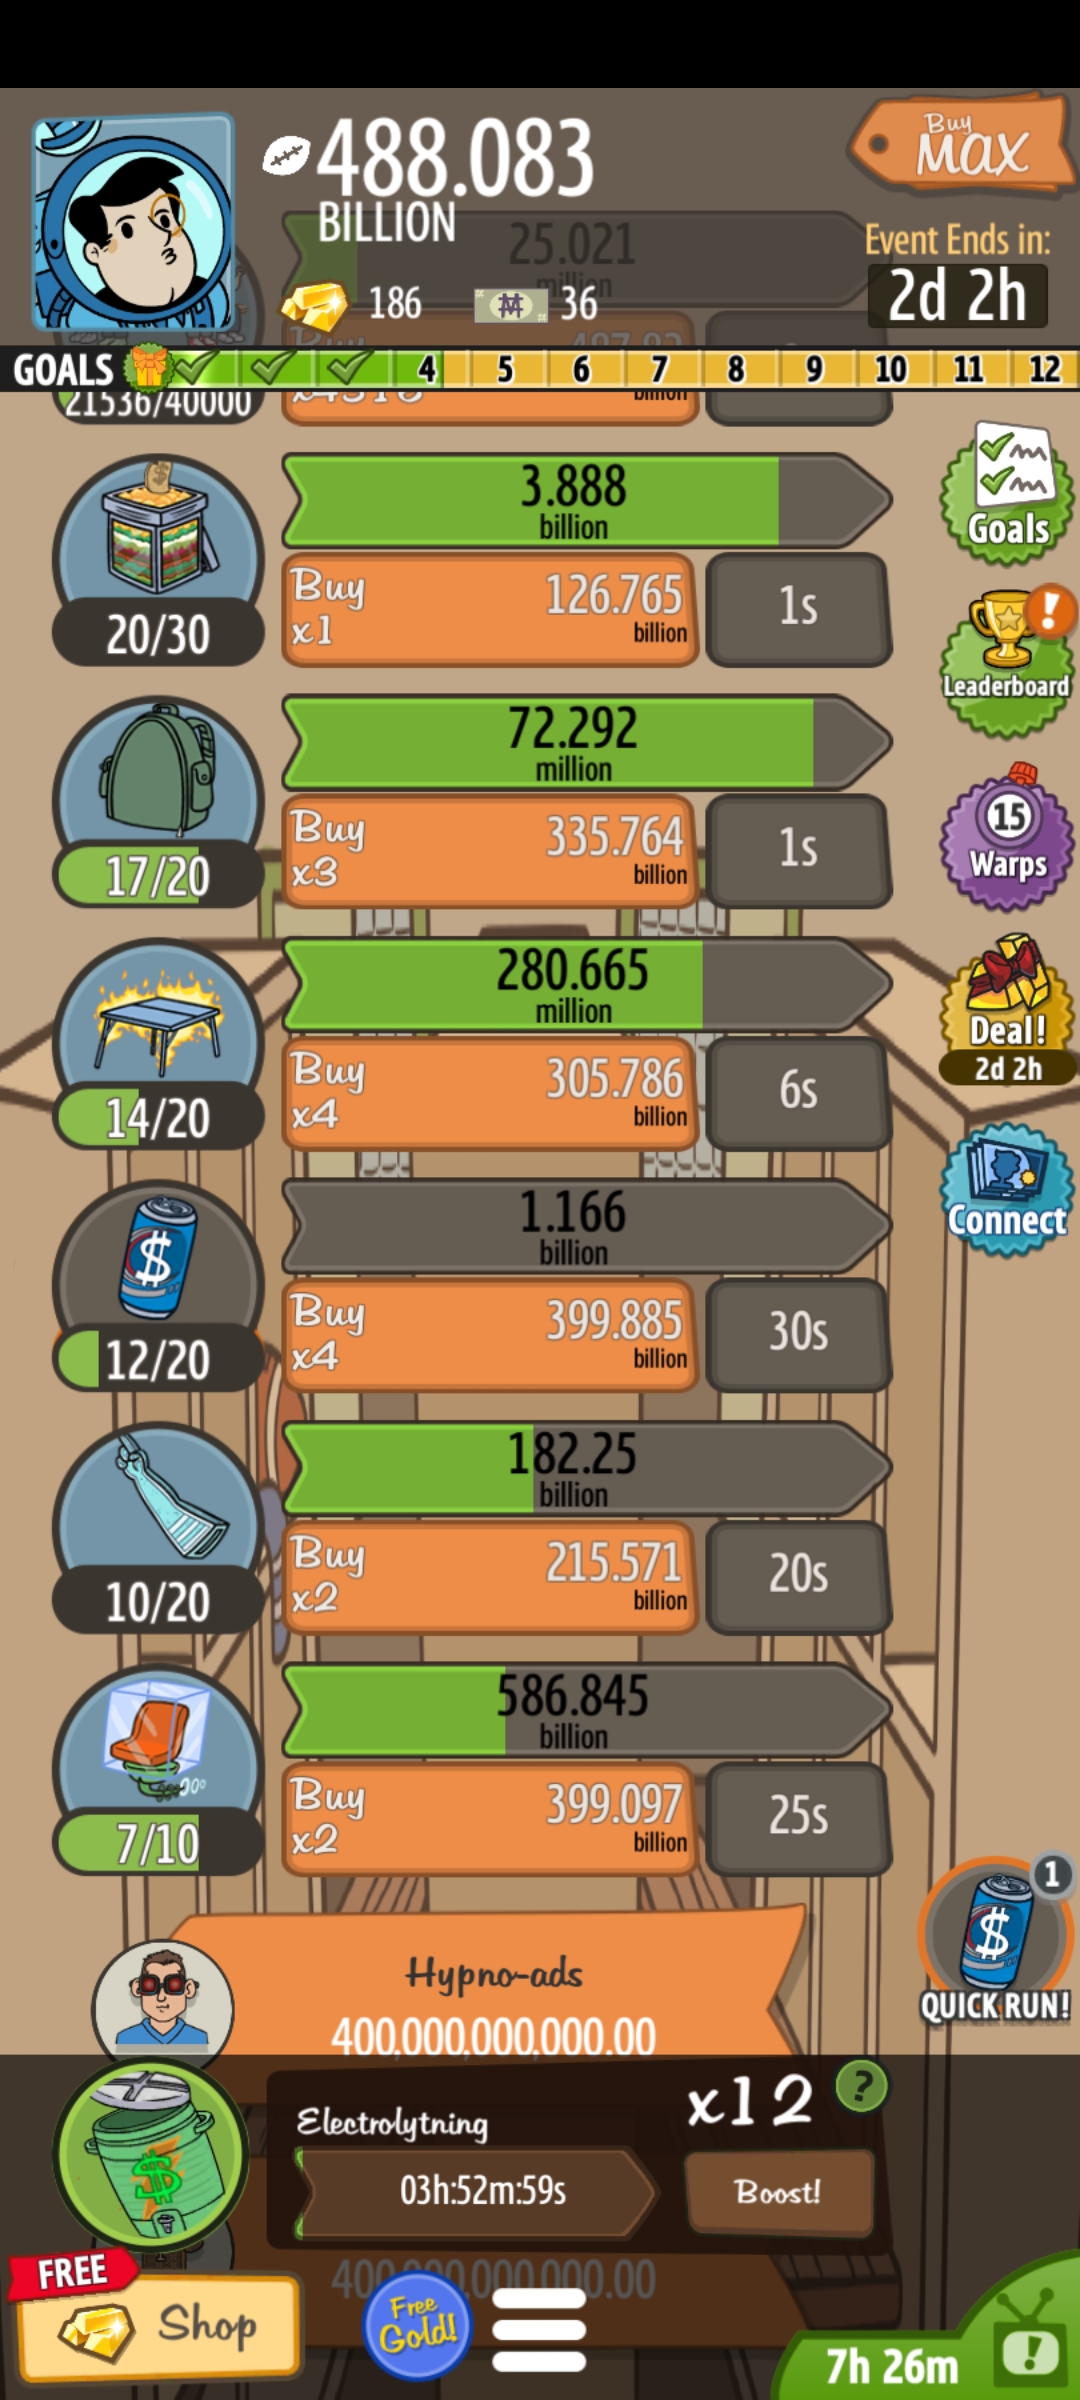 488.083
BILLION
Buy
MAX
25.021
million
Event Ends in:
2d 2h
186
36
Buy
GOALS 4 5 6 7 8 9 10 11 12
21536/40000
billion
Goals
3.888
billion
Buy
x1
126.765
billion
1s
20/30
Leaderboard
72.292
million
Buy
x3
335.764
billion
1s
17/20
15
Warps
280.665
million
Buy
x4
305.786
billion
6s
14/20
Deal!
2d 2h
1.166
billion
Buy
x4
399.885
billion
30s
12/20
Connect
182.25
billion
Buy
x2
215.571
billion
20s
10/20
586.845
billion
Buy
x2
399.097
billion
25s
7/10
1
QUICK RUN!
Hypno-ads
400,000,000,000.00
Electrolytning
x12
?
03h:52m:59s
Boost!
FREE
Shop
Free
Gold!
7h 26m